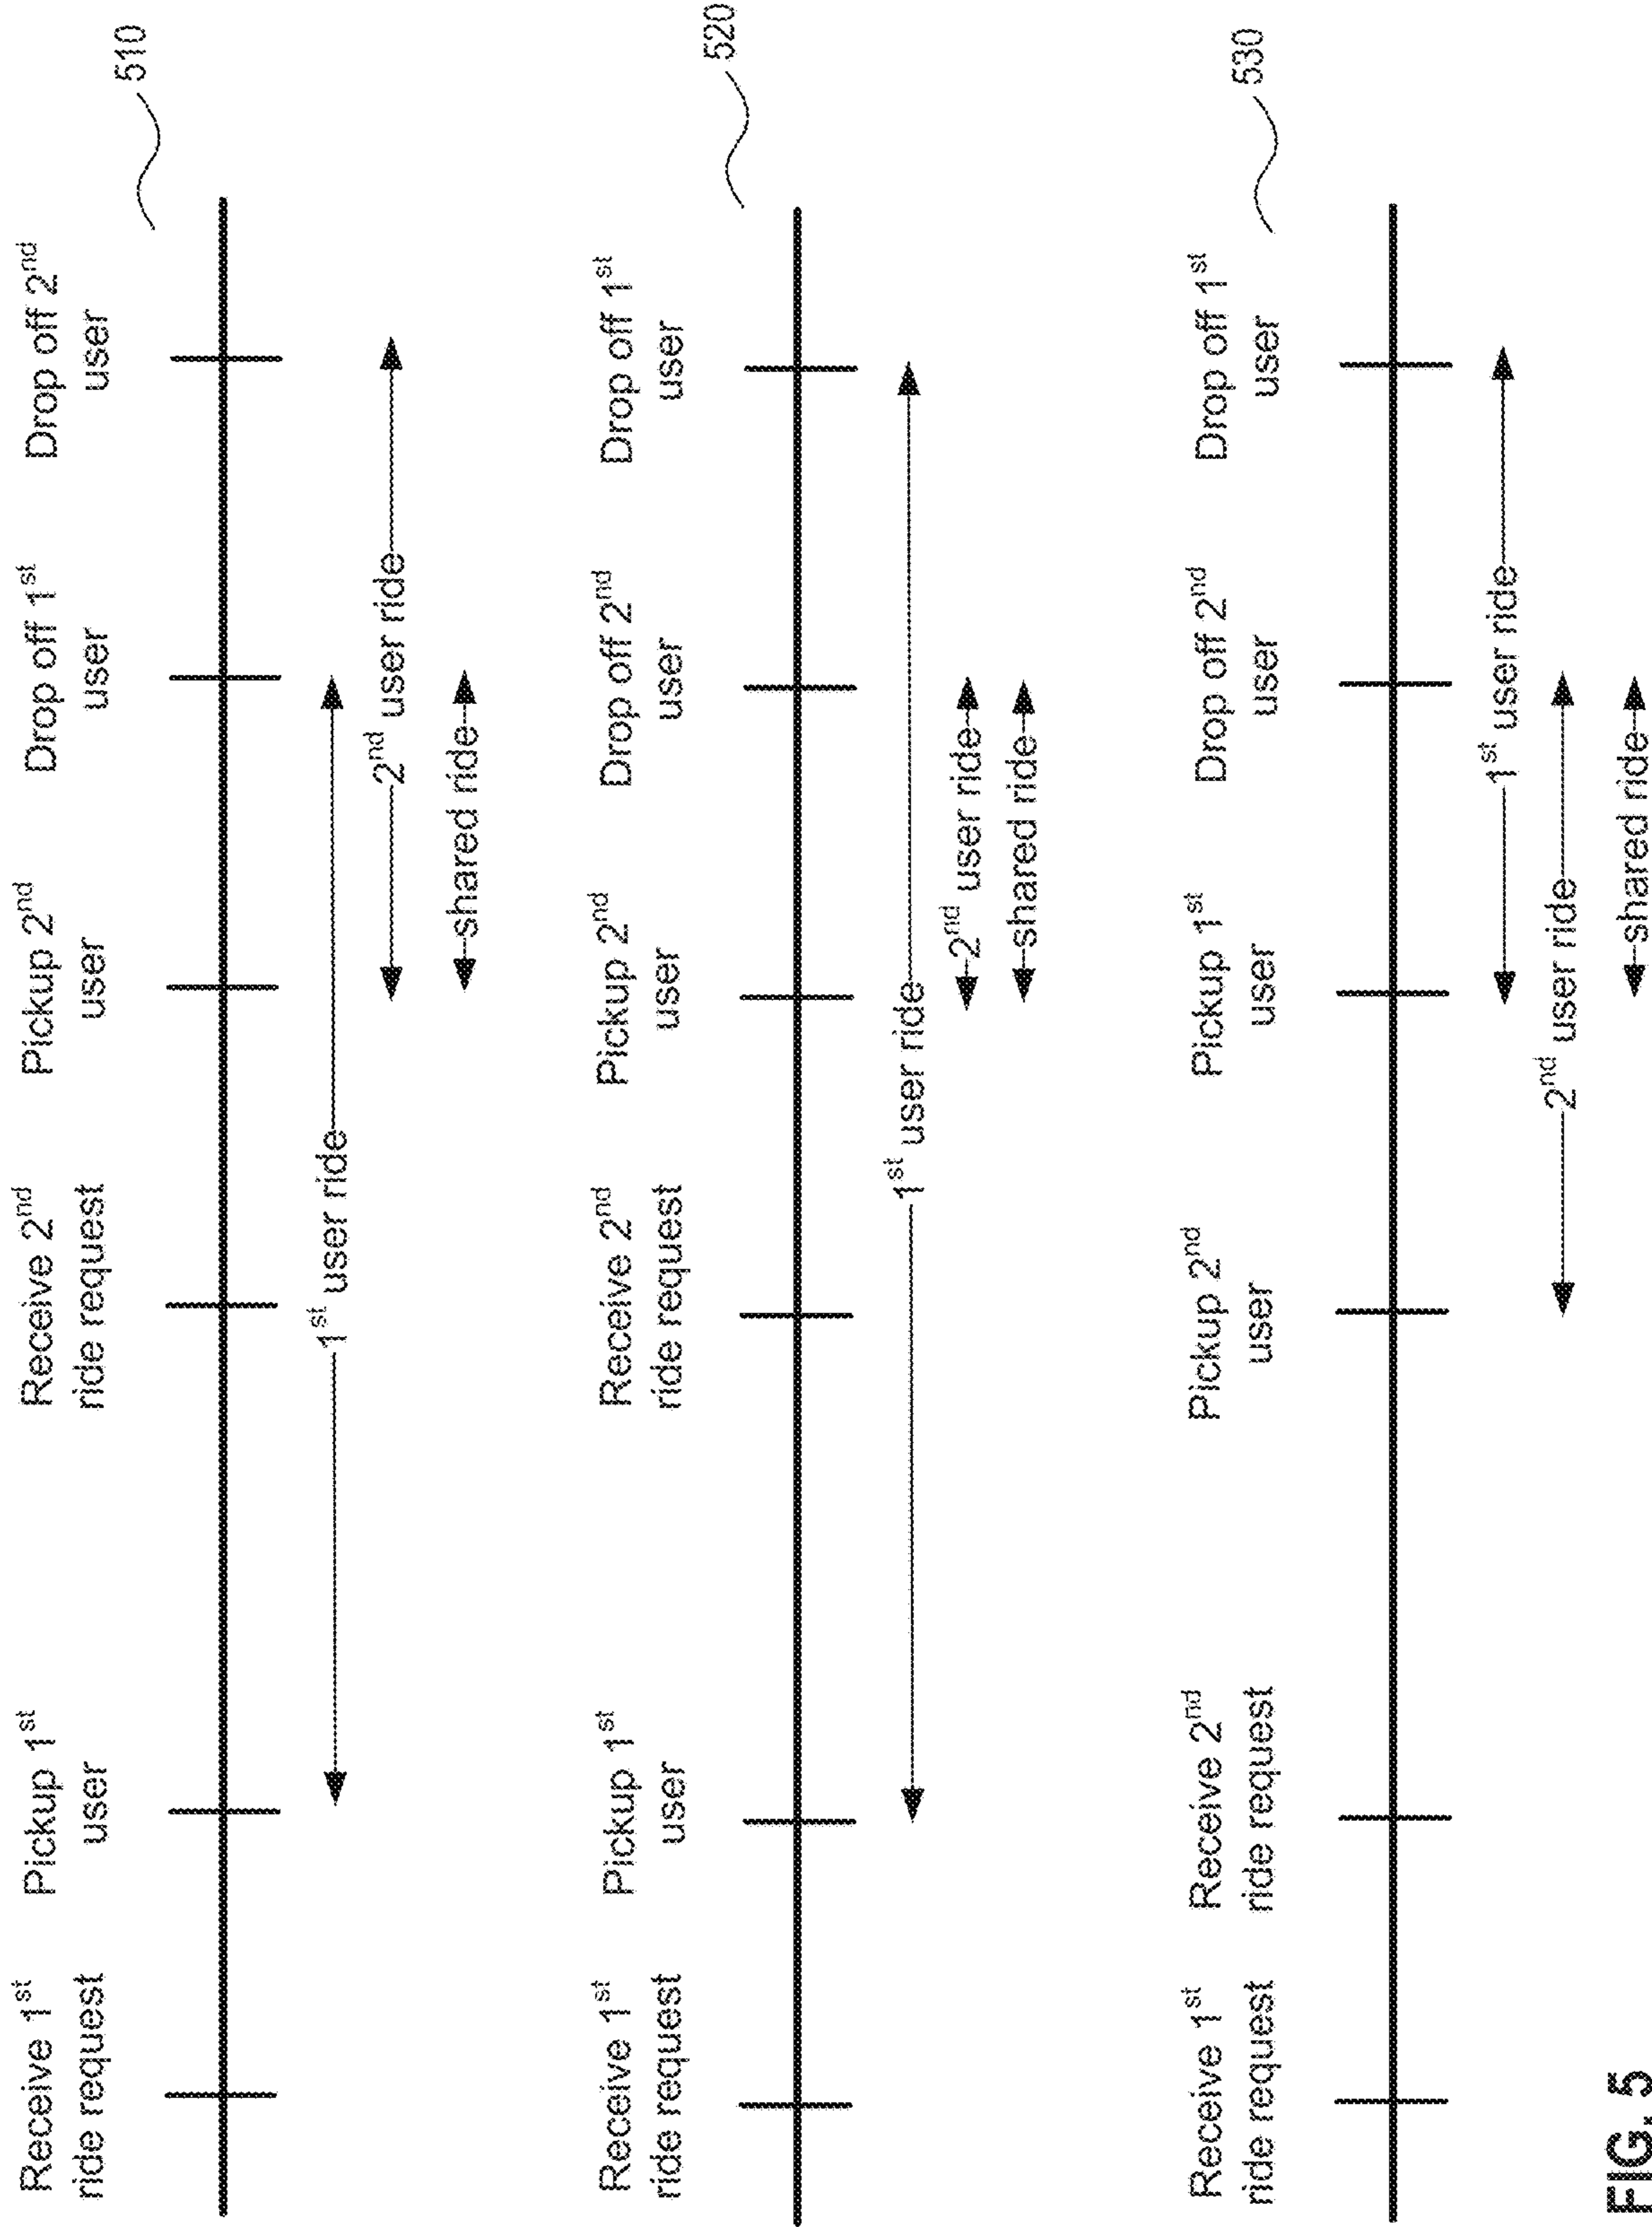 510
Receive 1st
ride request
Pickup 1st
user
Receive 2nd
ride request
Pickup 2nd
user
Drop off 1st
user
Drop off 2nd
user
1st user ride
2nd user ride
shared ride
520
Receive 1st
ride request
Pickup 1st
user
Receive 2nd
ride request
Pickup 2nd
user
Drop off 2nd
user
Drop off 1st
user
1st user ride
2nd user ride
shared ride
530
Receive 1st
ride request
Receive 2nd
ride request
Pickup 2nd
user
Pickup 1st
user
Drop off 2nd
user
Drop off 1st
user
1st user ride
2nd user ride
shared ride
FIG. 5